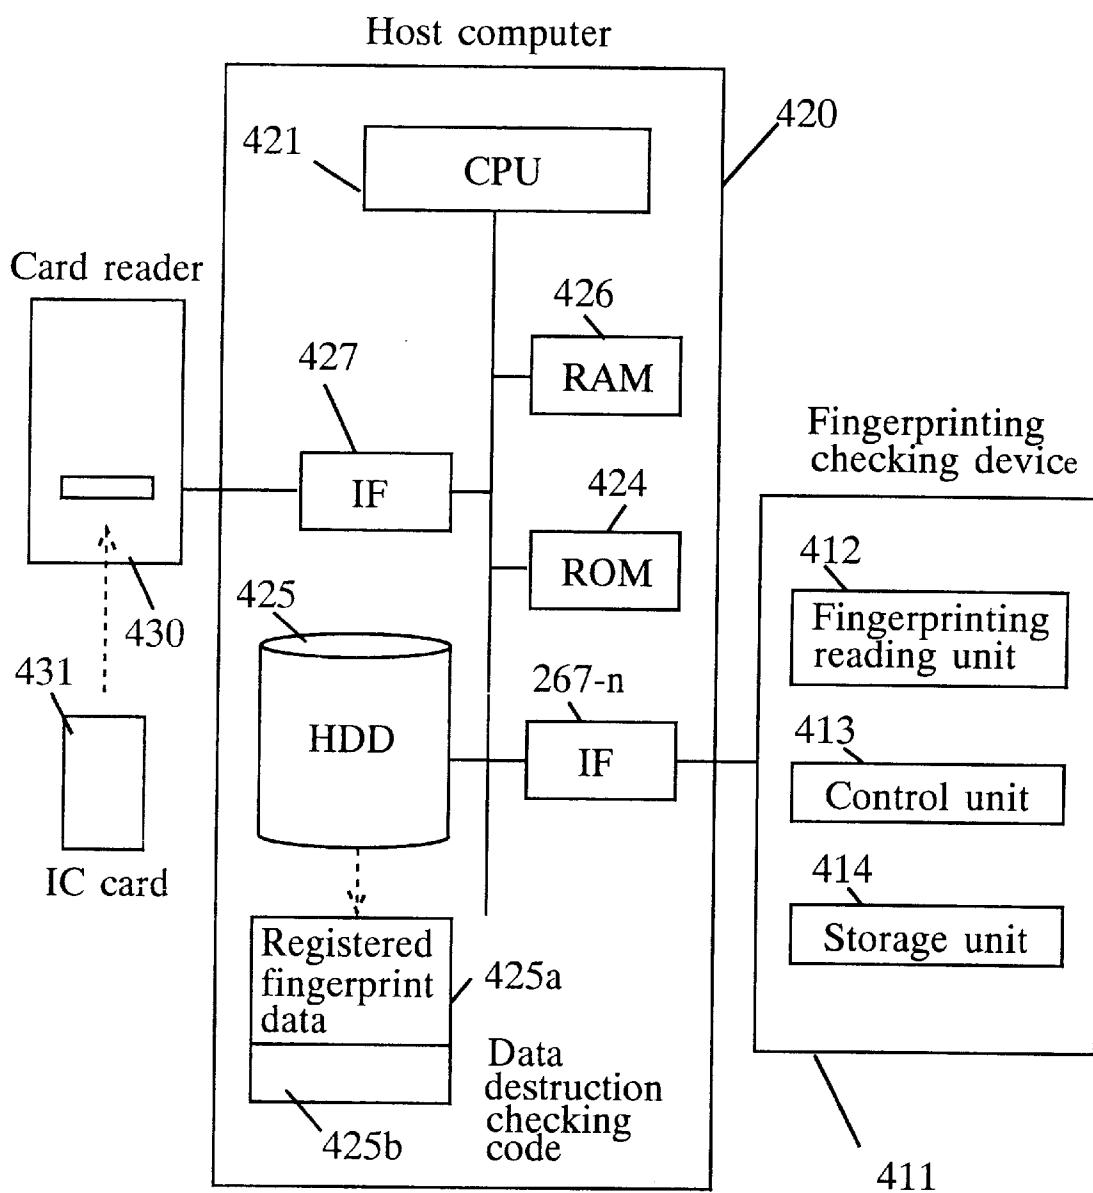 Host computer
420
421
CPU
Card reader
426
RAM
427
IF
Fingerprinting
checking device
424
ROM
412
Fingerprinting
reading unit
430
425
431
267-n
HDD
IF
413
Control unit
IC card
414
Storage unit
Registered
fingerprint
data
425a
Data
destruction
checking
code
425b
411